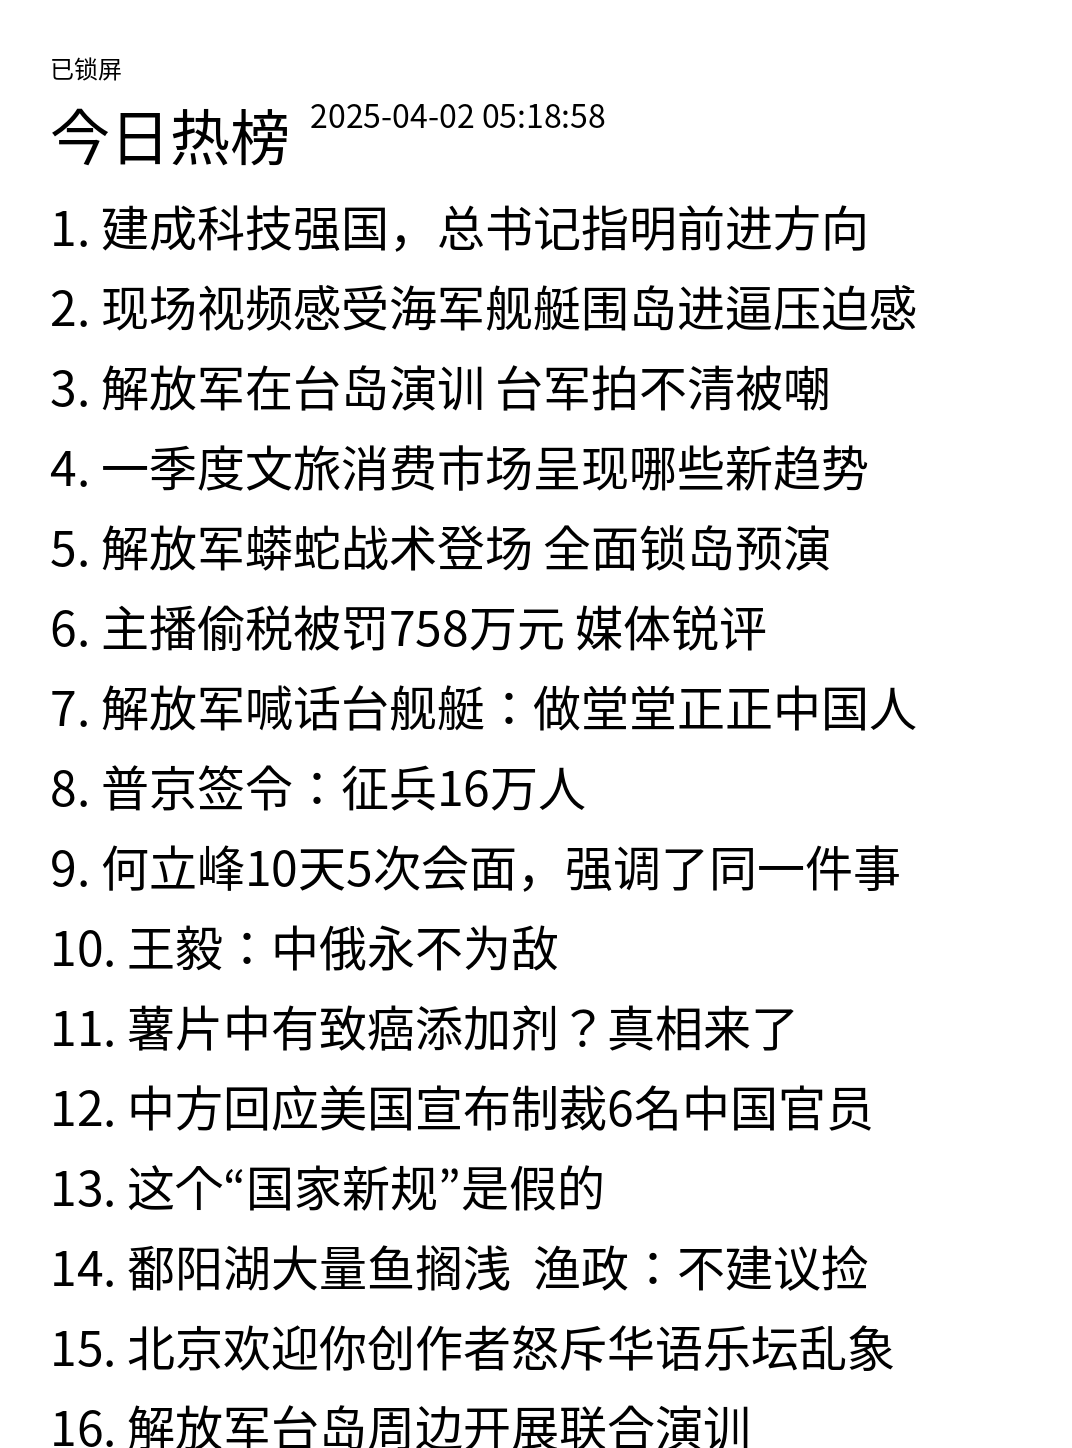 已锁屏
今日热榜 2025-04-02 05:18:58
1. 建成科技强国，总书记指明前进方向
2. 现场视频感受海军舰艇围岛进逼压迫感
3. 解放军在台岛演训 台军拍不清被嘲
4. 一季度文旅消费市场呈现哪些新趋势
5. 解放军蟒蛇战术登场 全面锁岛预演
6. 主播偷税被罚758万元 媒体锐评
7. 解放军喊话台舰艇：做堂堂正正中国人
8. 普京签令：征兵16万人
9. 何立峰10天5次会面，强调了同一件事
10. 王毅：中俄永不为敌
11. 薯片中有致癌添加剂？真相来了
12. 中方回应美国宣布制裁6名中国官员
13. 这个“国家新规”是假的
14. 鄱阳湖大量鱼搁浅  渔政：不建议捡
15. 北京欢迎你创作者怒斥华语乐坛乱象
16. 解放军台岛周边开展联合演训